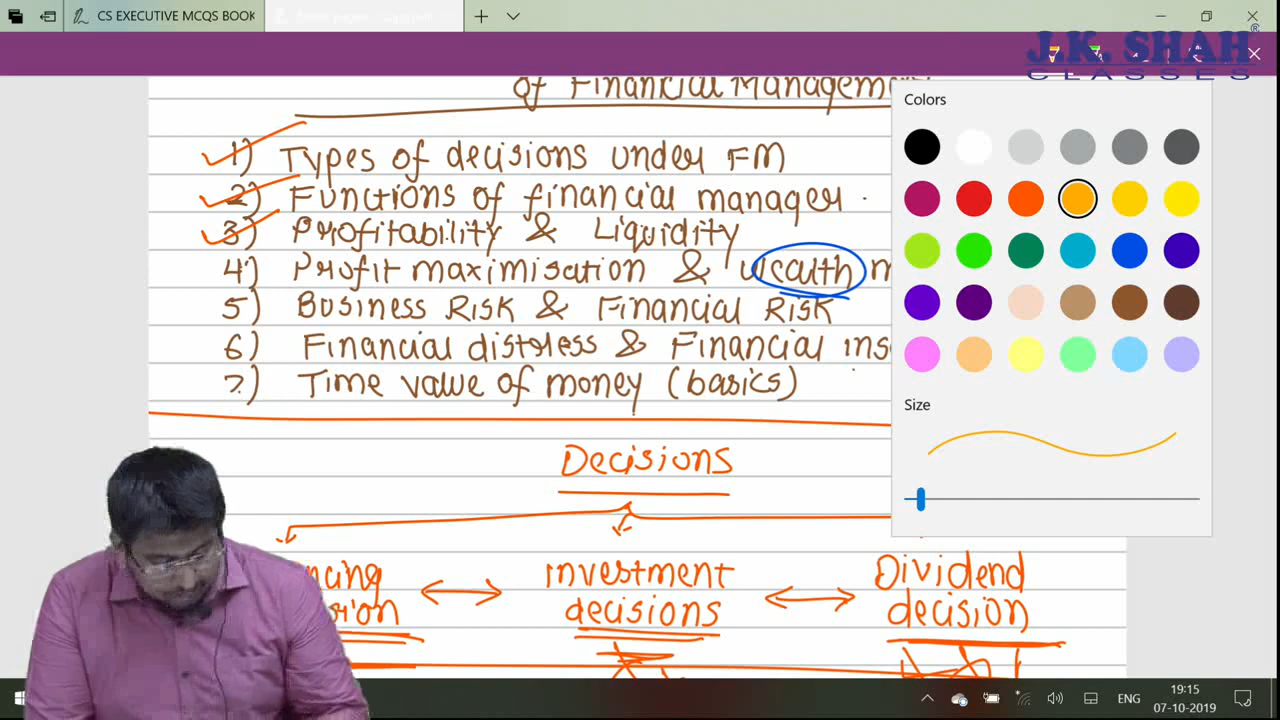 CS EXECUTIVE MCQS BOOK
J.K. SHAH®
CLASSES
of Financial Managem
1) Types of decisions under FM
2) Functions of financial manager.
3) Profitability & Liquidity
4) Profit maximisation & Wealth m
5) Business Risk & Financial Risk
6) Financial distress & Financial ins
7) Time value of money (basics)
Decisions
ncing
sion
Investment
decisions
Dividend
decision
Colors
Size
ENG
19:15
07-10-2019